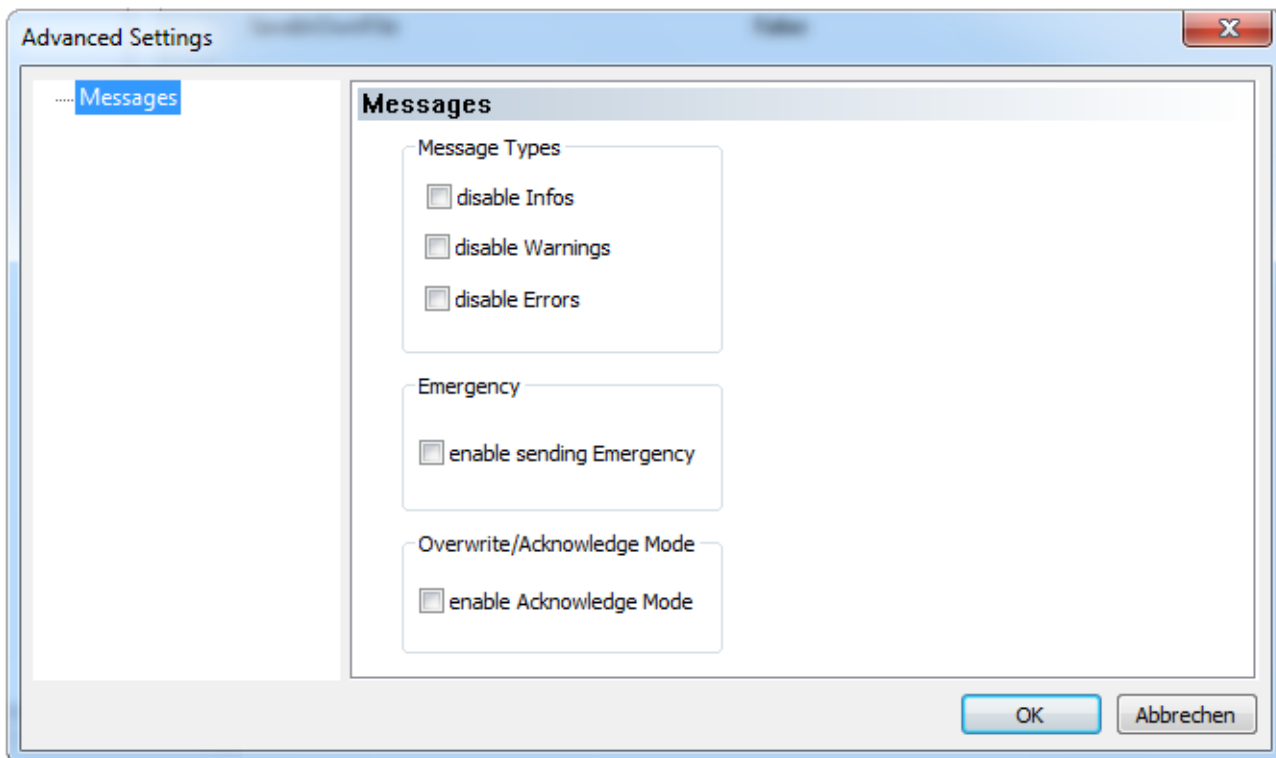 Advanced Settings
Messages
Messages
Message Types
disable Infos
disable Warnings
disable Errors
Emergency
enable sending Emergency
Overwrite/Acknowledge Mode
enable Acknowledge Mode
OK
Abbrechen